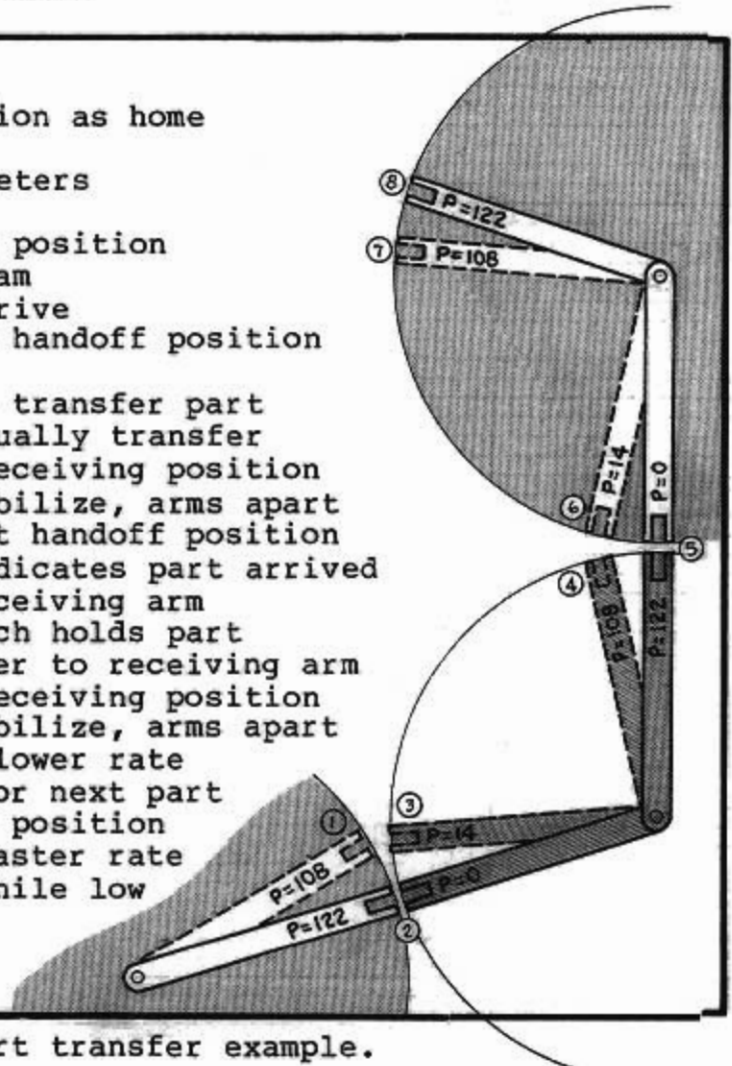 ion as home
eters
position
am
rive
handoff position
transfer part
ually transfer
eceiving position
bilize, arms apart
t handoff position
dicates part arrived
ceiving arm
ch holds part
er to receiving arm
eceiving position
bilize, arms apart
lower rate
or next part
position
aster rate
hile low
rt transfer example.
8
P=122
7
P=108
P=14
P=0
6
5
4
P=108
P=122
3
P=14
1
P=108
P=0
P=122
2